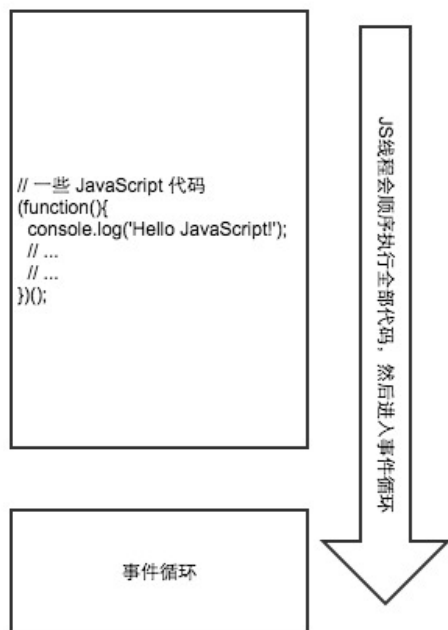 // 一些 JavaScript 代码
(function(){
  console.log('Hello JavaScript!');
  // ...
  // ...
})();
JS线程会顺序执行全部代码，然后进入事件循环
事件循环